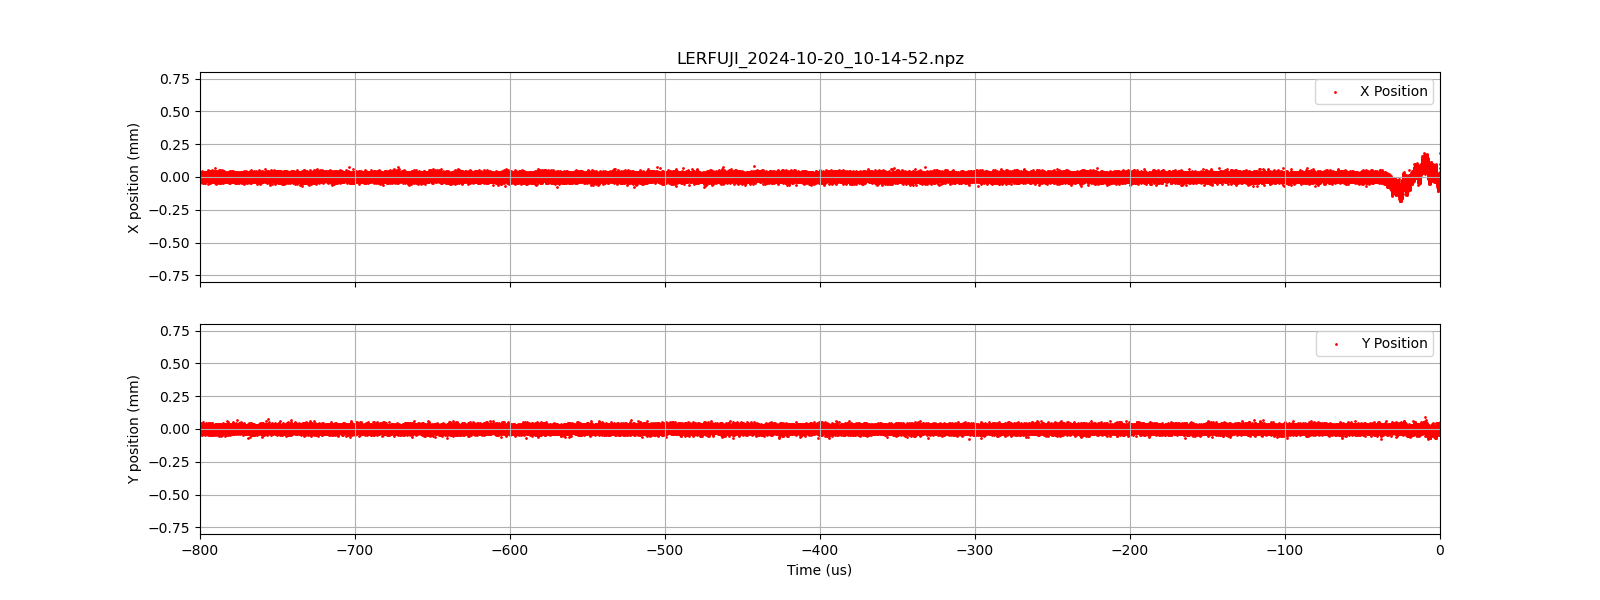 LERFUJI_2024-10-20_10-14-52.npz
0.75
0.50
0.25
0.00
−0.25
−0.50
−0.75
X position (mm)
X Position
0.75
0.50
0.25
0.00
−0.25
−0.50
−0.75
Y position (mm)
Y Position
−800 −700 −600 −500 −400 −300 −200 −100 0
Time (us)